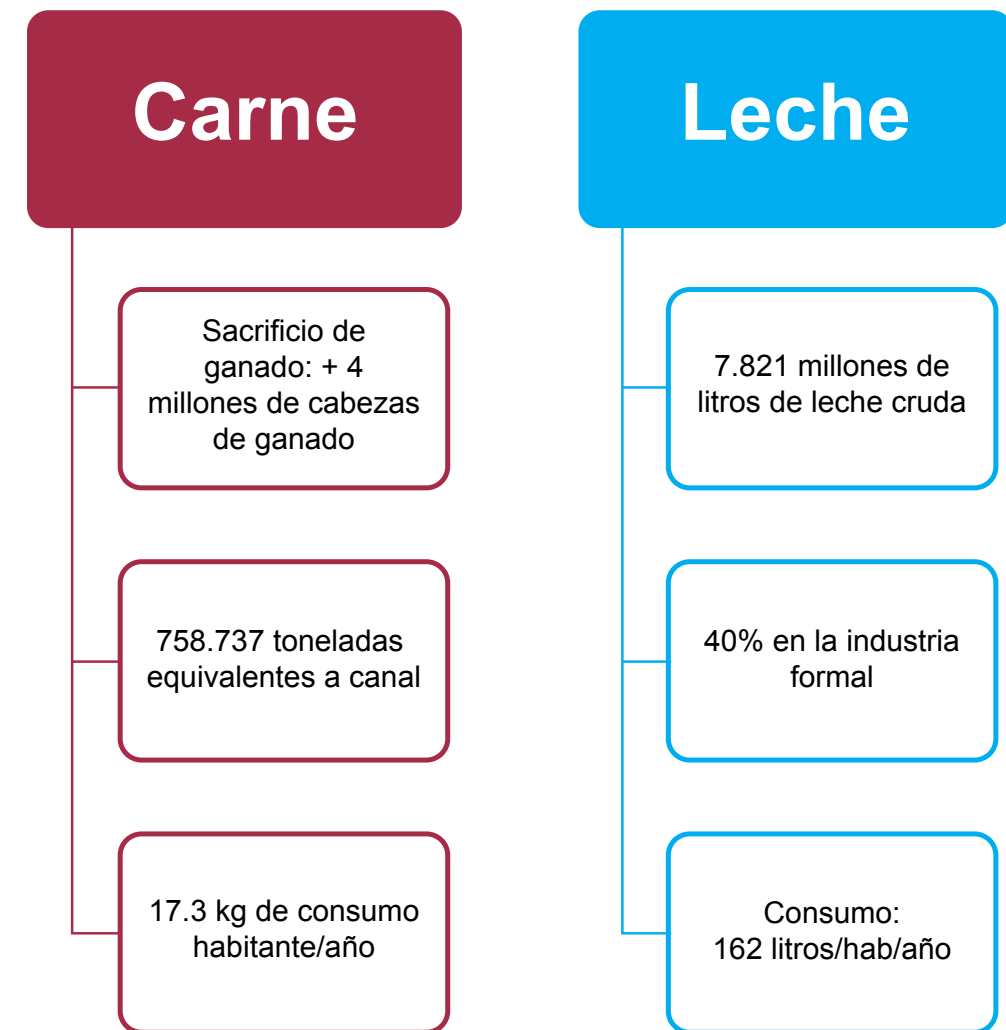 Carne
Sacrificio de
ganado: + 4
millones de cabezas
de ganado
758.737 toneladas
equivalentes a canal
17.3 kg de consumo
habitante/año
Leche
7.821 millones de
litros de leche cruda
40% en la industria
formal
Consumo:
162 litros/hab/año